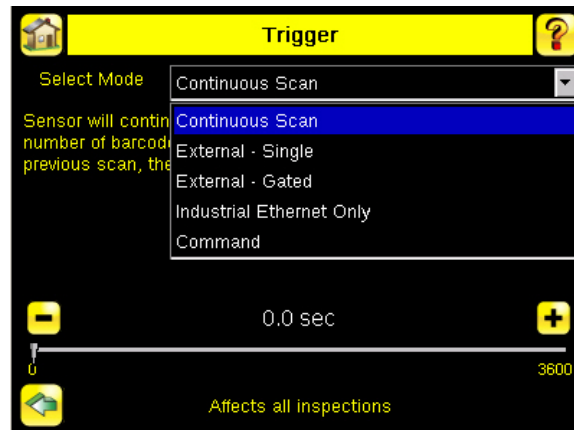 Trigger
Select Mode
Continuous Scan
Sensor will contin
number of barcod
previous scan, the
Continuous Scan
External - Single
External - Gated
Industrial Ethernet Only
Command
0.0 sec
0
3600
Affects all inspections